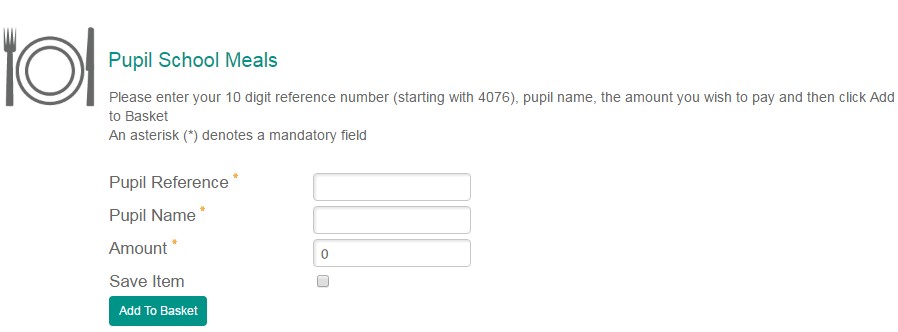 Pupil School Meals
Please enter your 10 digit reference number (starting with 4076), pupil name, the amount you wish to pay and then click Add
to Basket
An asterisk (*) denotes a mandatory field
Pupil Reference *
Pupil Name *
Amount * 0
Save Item
Add To Basket